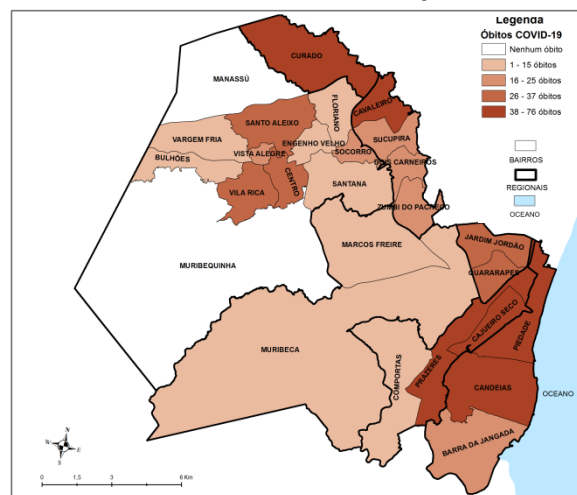 Legenda
Óbitos COVID-19
Nenhum óbito
1 - 15 óbitos
16 - 25 óbitos
26 - 37 óbitos
38 - 76 óbitos
BAIRROS
REGIONAIS
OCEANO
CURADO
MANASSÚ
CAVALEIRO
FLORIANO
SANTO ALEIXO
SUCUPIRA
VARGEM FRIA
ENGENHO VELHO
SOCORRO
VISTA ALEGRE
BULHÕES
DOIS CARNEIROS
CENTRO
SANTANA
VILA RICA
ZUMBI DO PACHECO
MARCOS FREIRE
JARDIM JORDÃO
MURIBEQUINHA
GUARARAPES
CAJUEIRO SECO
PIEDADE
MURIBECA
COMPORTAS
PRAZERES
CANDEIAS
OCEANO
BARRA DA JANGADA
N
W E
S
0 1,5 3 6 Km